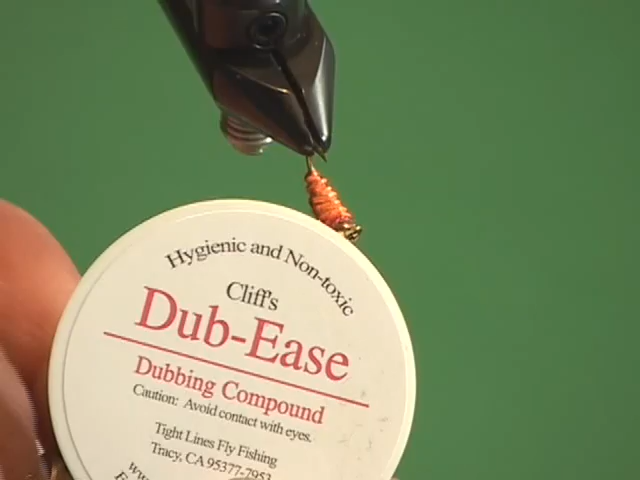 Hygienic and Non-toxic
Cliff's
Dub-Ease
Dubbing Compound
Caution: Avoid contact with eyes.
Tight Lines Fly Fishing
Tracy, CA 95377-7953